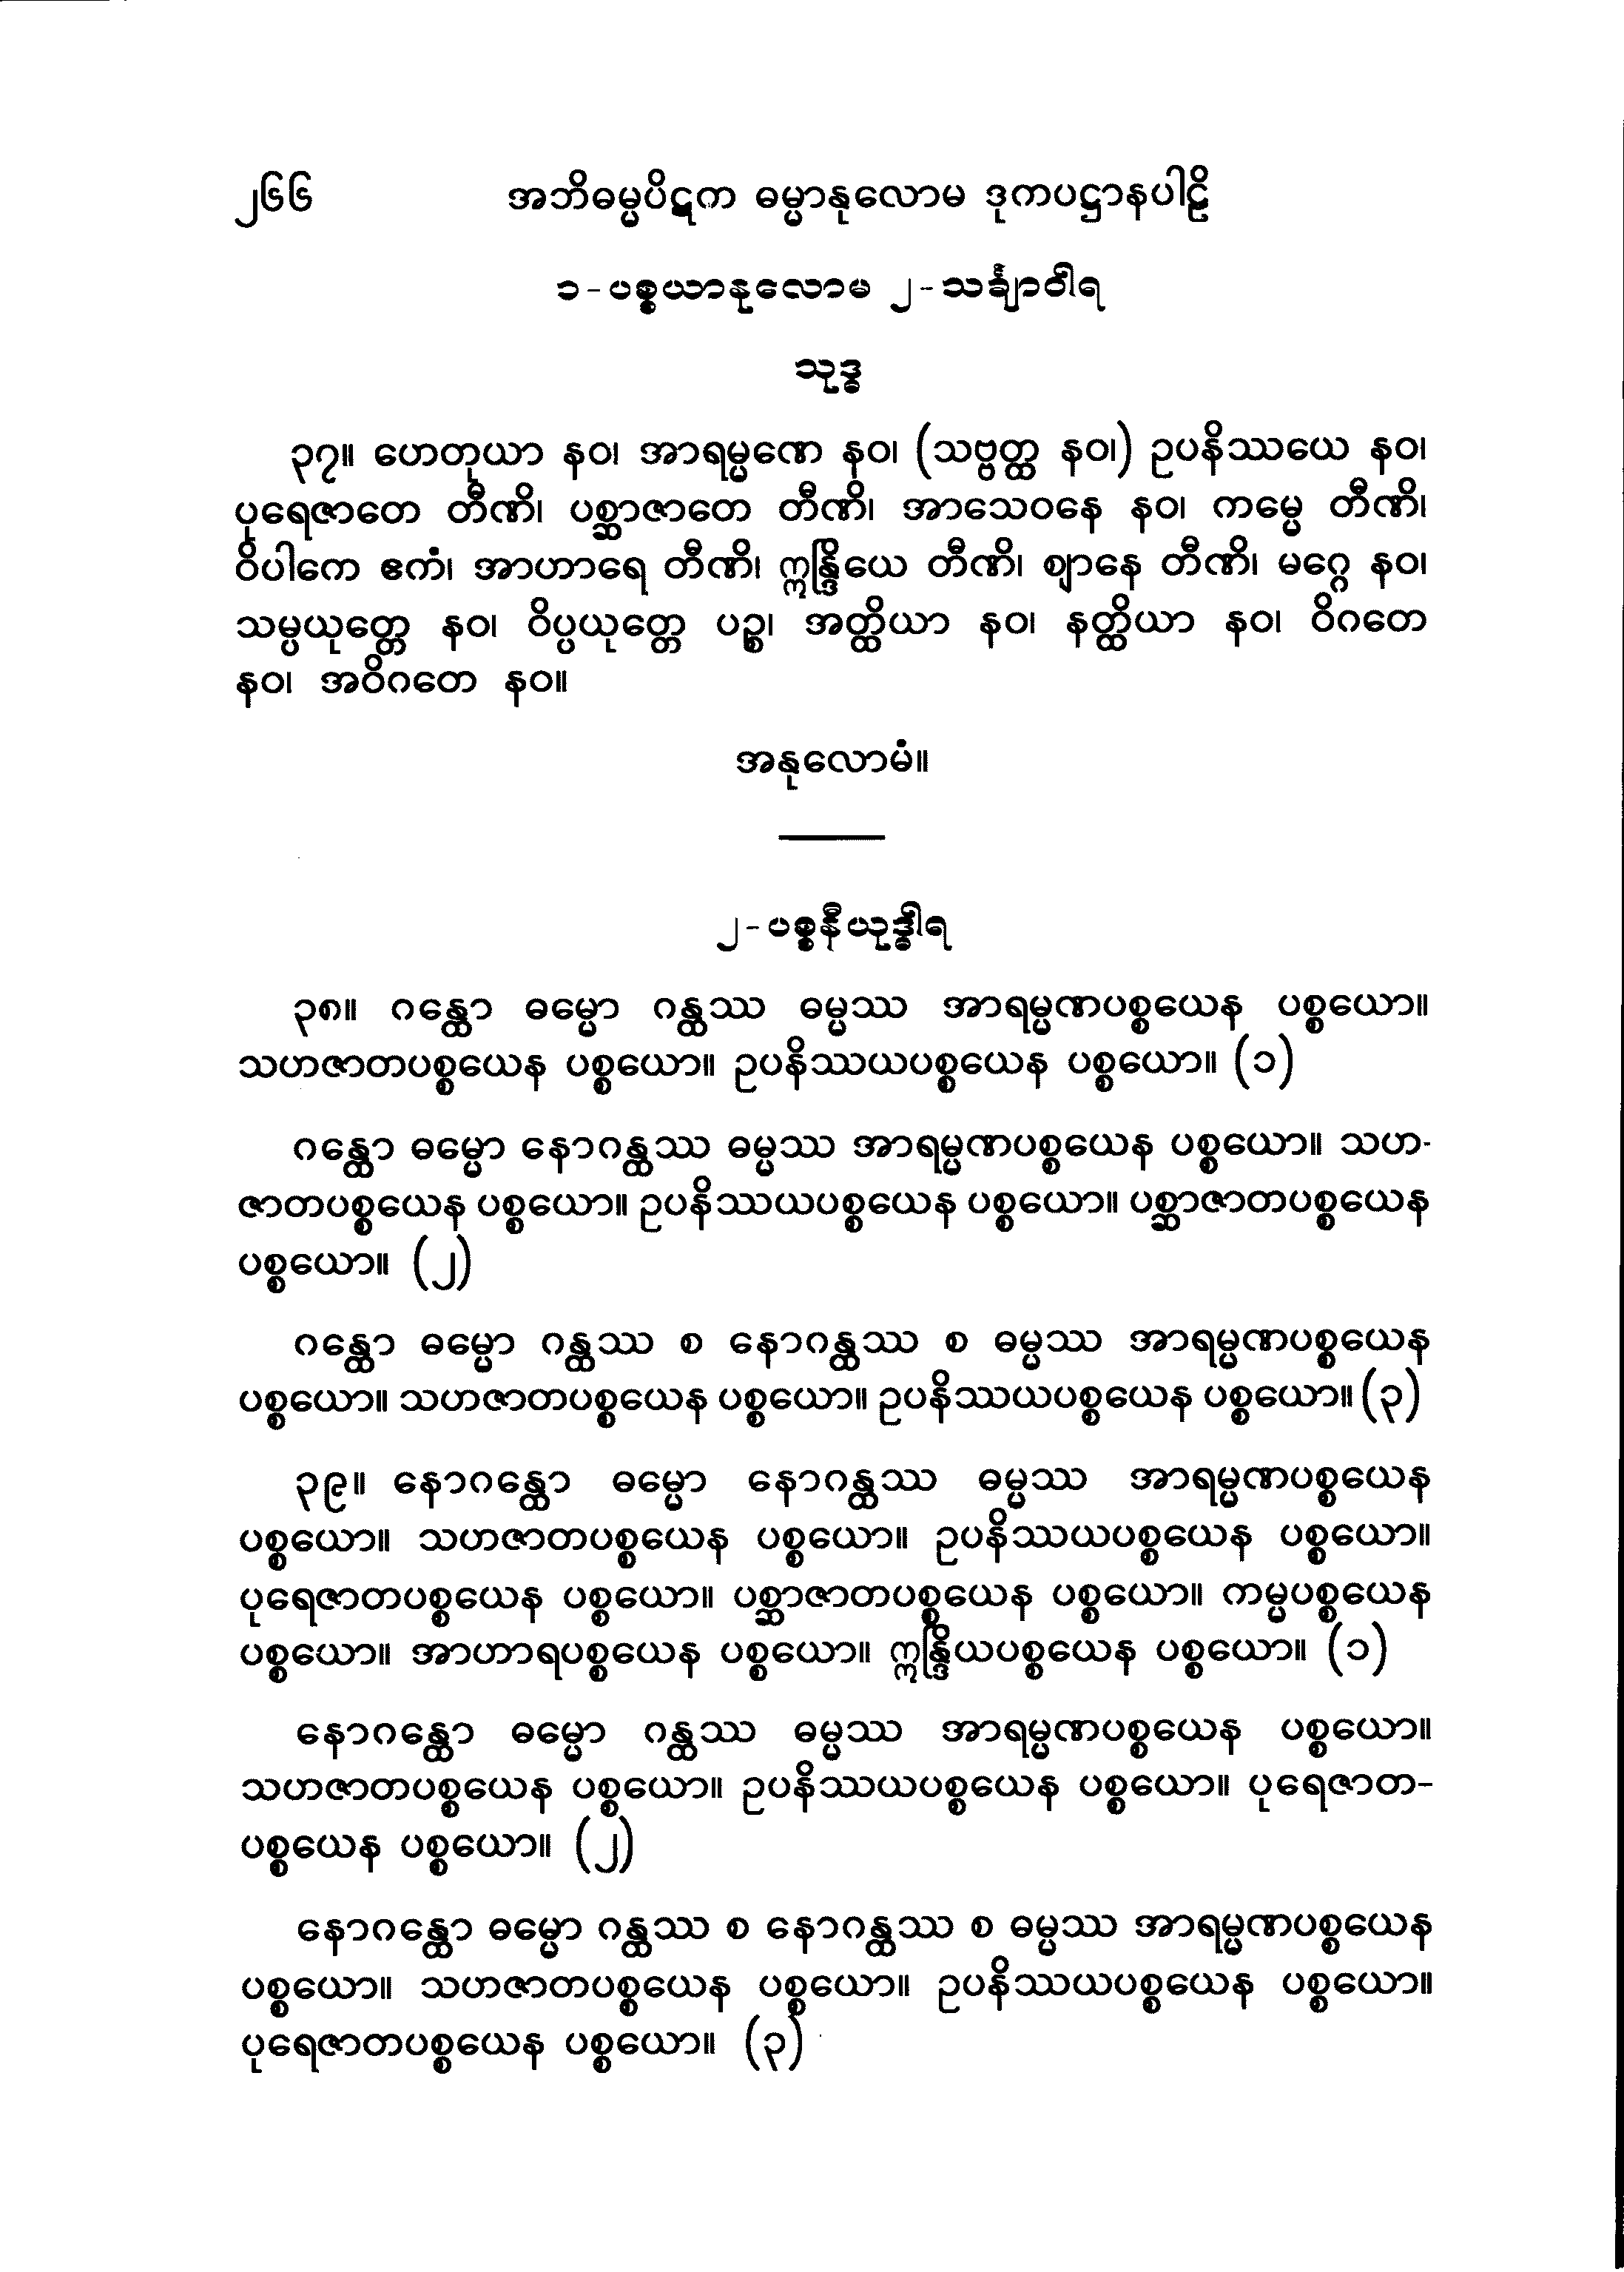 ၂၆၆ အဘိဓမ္မပိဋက ဓမ္မာနုလောမ ဒုကပဋ္ဌာနပါဠိ
၁-ပစ္စယာနုလောမ ၂-သင်္ချာဝါရ
သုဒ္ဓ
၃၇။ ဟေတုယာ နဝ၊ အာရမ္မဏေ နဝ၊ (သဗ္ဗတ္ထ နဝ၊) ဥပနိဿယေ နဝ၊
ပုရေဇာတေ တီဏိ၊ ပစ္ဆာဇာတေ တီဏိ၊ အာသေဝနေ နဝ၊ ကမ္မေ တီဏိ၊
ဝိပါကေ ဧကံ၊ အာဟာရေ တီဏိ၊ ဣန္ဒြိယေ တီဏိ၊ ဈာနေ တီဏိ၊ မဂ္ဂေ နဝ၊
သမ္ပယုတ္တေ နဝ၊ ဝိပ္ပယုတ္တေ ပဉ္စ၊ အတ္ထိယာ နဝ၊ နတ္ထိယာ နဝ၊ ဝိဂတေ
နဝ၊ အဝိဂတေ နဝ။
အနုလောမံ။
၂-ပစ္စနီယုဒ္ဓါရ
၃၈။ ဂန္ထော ဓမ္မော ဂန္ထဿ ဓမ္မဿ အာရမ္မဏပစ္စယေန ပစ္စယော။
သဟဇာတပစ္စယေန ပစ္စယော။ ဥပနိဿယပစ္စယေန ပစ္စယော။ (၁)
ဂန္ထော ဓမ္မော နောဂန္ထဿ ဓမ္မဿ အာရမ္မဏပစ္စယေန ပစ္စယော။ သဟ-
ဇာတပစ္စယေန ပစ္စယော။ ဥပနိဿယပစ္စယေန ပစ္စယော။ ပစ္ဆာဇာတပစ္စယေန
ပစ္စယော။ (၂)
ဂန္ထော ဓမ္မော ဂန္ထဿ စ နောဂန္ထဿ စ ဓမ္မဿ အာရမ္မဏပစ္စယေန
ပစ္စယော။ သဟဇာတပစ္စယေန ပစ္စယော။ ဥပနိဿယပစ္စယေန ပစ္စယော။ (၃)
၃၉။ နောဂန္ထော ဓမ္မော နောဂန္ထဿ ဓမ္မဿ အာရမ္မဏပစ္စယေန
ပစ္စယော။ သဟဇာတပစ္စယေန ပစ္စယော။ ဥပနိဿယပစ္စယေန ပစ္စယော။
ပုရေဇာတပစ္စယေန ပစ္စယော။ ပစ္ဆာဇာတပစ္စယေန ပစ္စယော။ ကမ္မပစ္စယေန
ပစ္စယော။ အာဟာရပစ္စယေန ပစ္စယော။ ဣန္ဒြိယပစ္စယေန ပစ္စယော။ (၁)
နောဂန္ထော ဓမ္မော ဂန္ထဿ ဓမ္မဿ အာရမ္မဏပစ္စယေန ပစ္စယော။
သဟဇာတပစ္စယေန ပစ္စယော။ ဥပနိဿယပစ္စယေန ပစ္စယော။ ပုရေဇာတ-
ပစ္စယေန ပစ္စယော။ (၂)
နောဂန္ထော ဓမ္မော ဂန္ထဿ စ နောဂန္ထဿ စ ဓမ္မဿ အာရမ္မဏပစ္စယေန
ပစ္စယော။ သဟဇာတပစ္စယေန ပစ္စယော။ ဥပနိဿယပစ္စယေန ပစ္စယော။
ပုရေဇာတပစ္စယေန ပစ္စယော။ (၃)